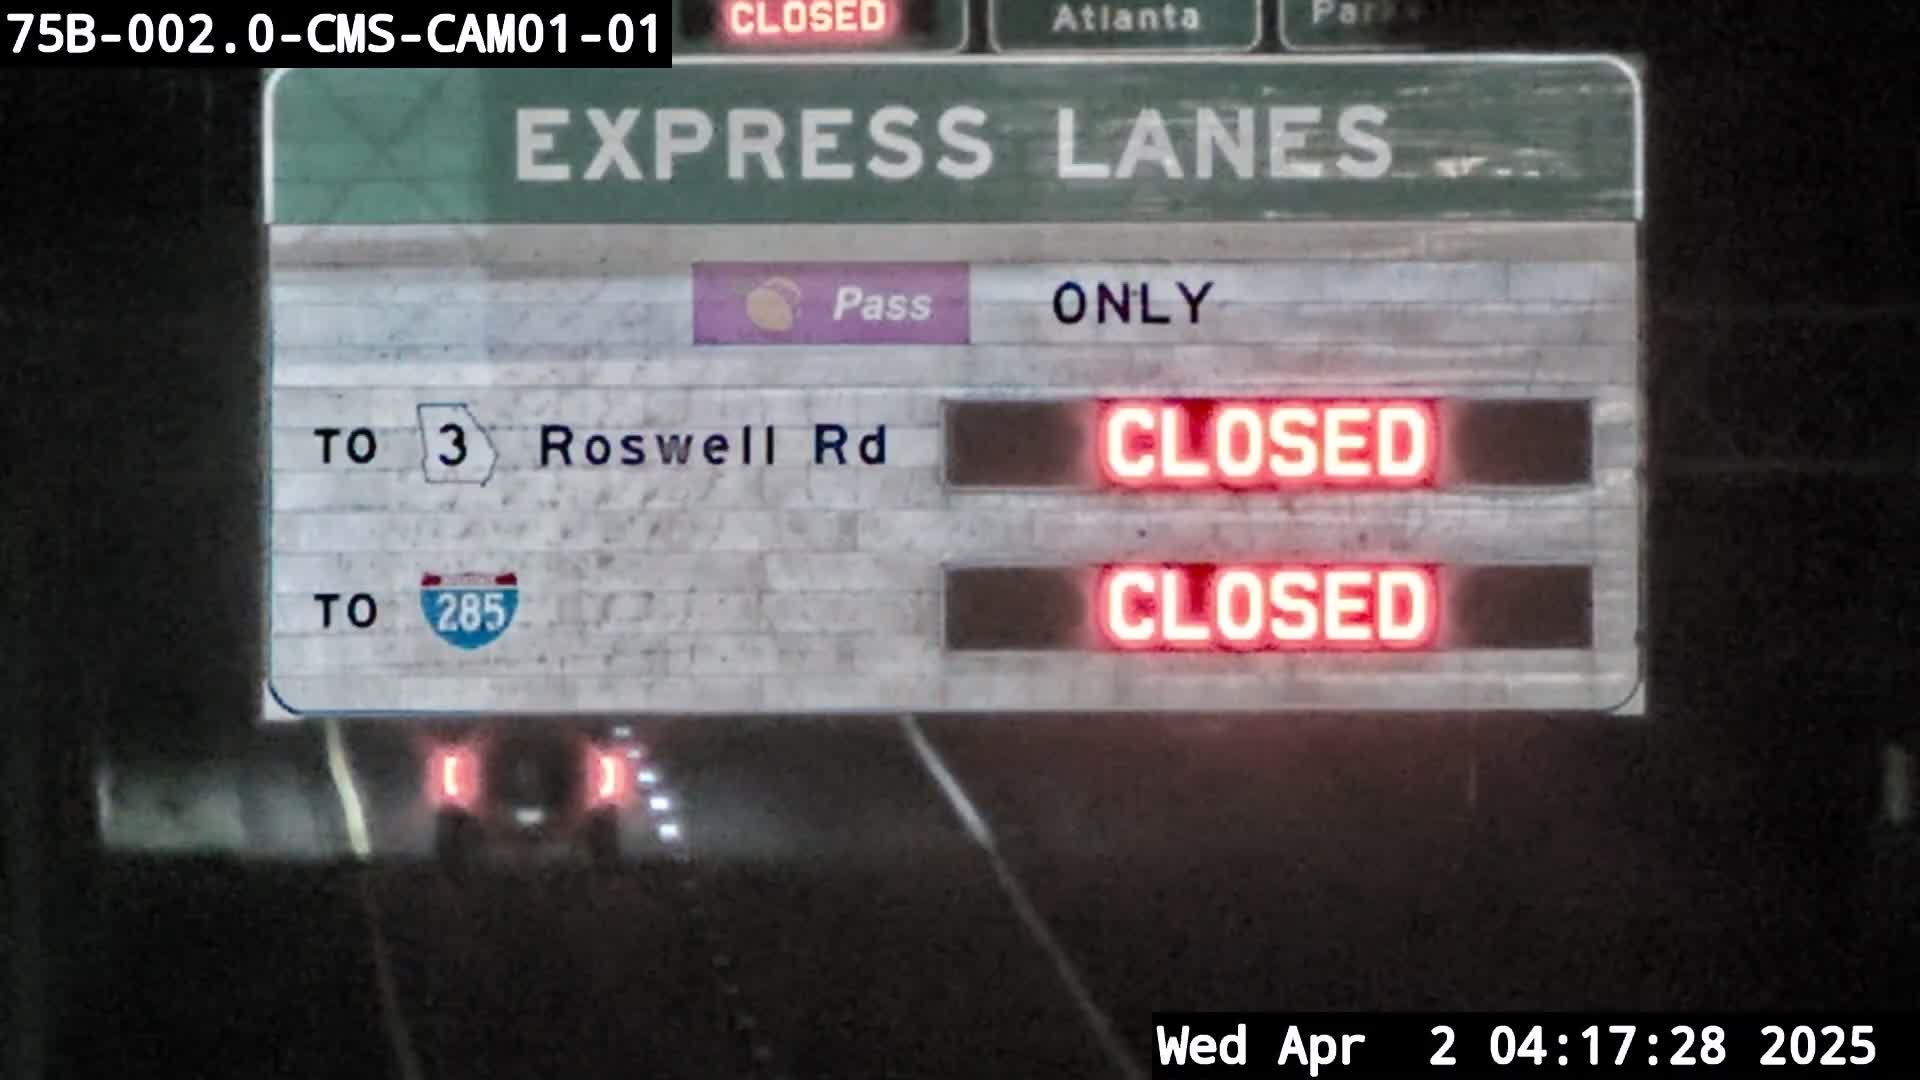 75B-002.0-CMS-CAM01-01
CLOSED
Atlanta
EXPRESS LANES
Pass ONLY
TO 3 Roswell Rd CLOSED
TO 285 CLOSED
Wed Apr 2 04:17:28 2025